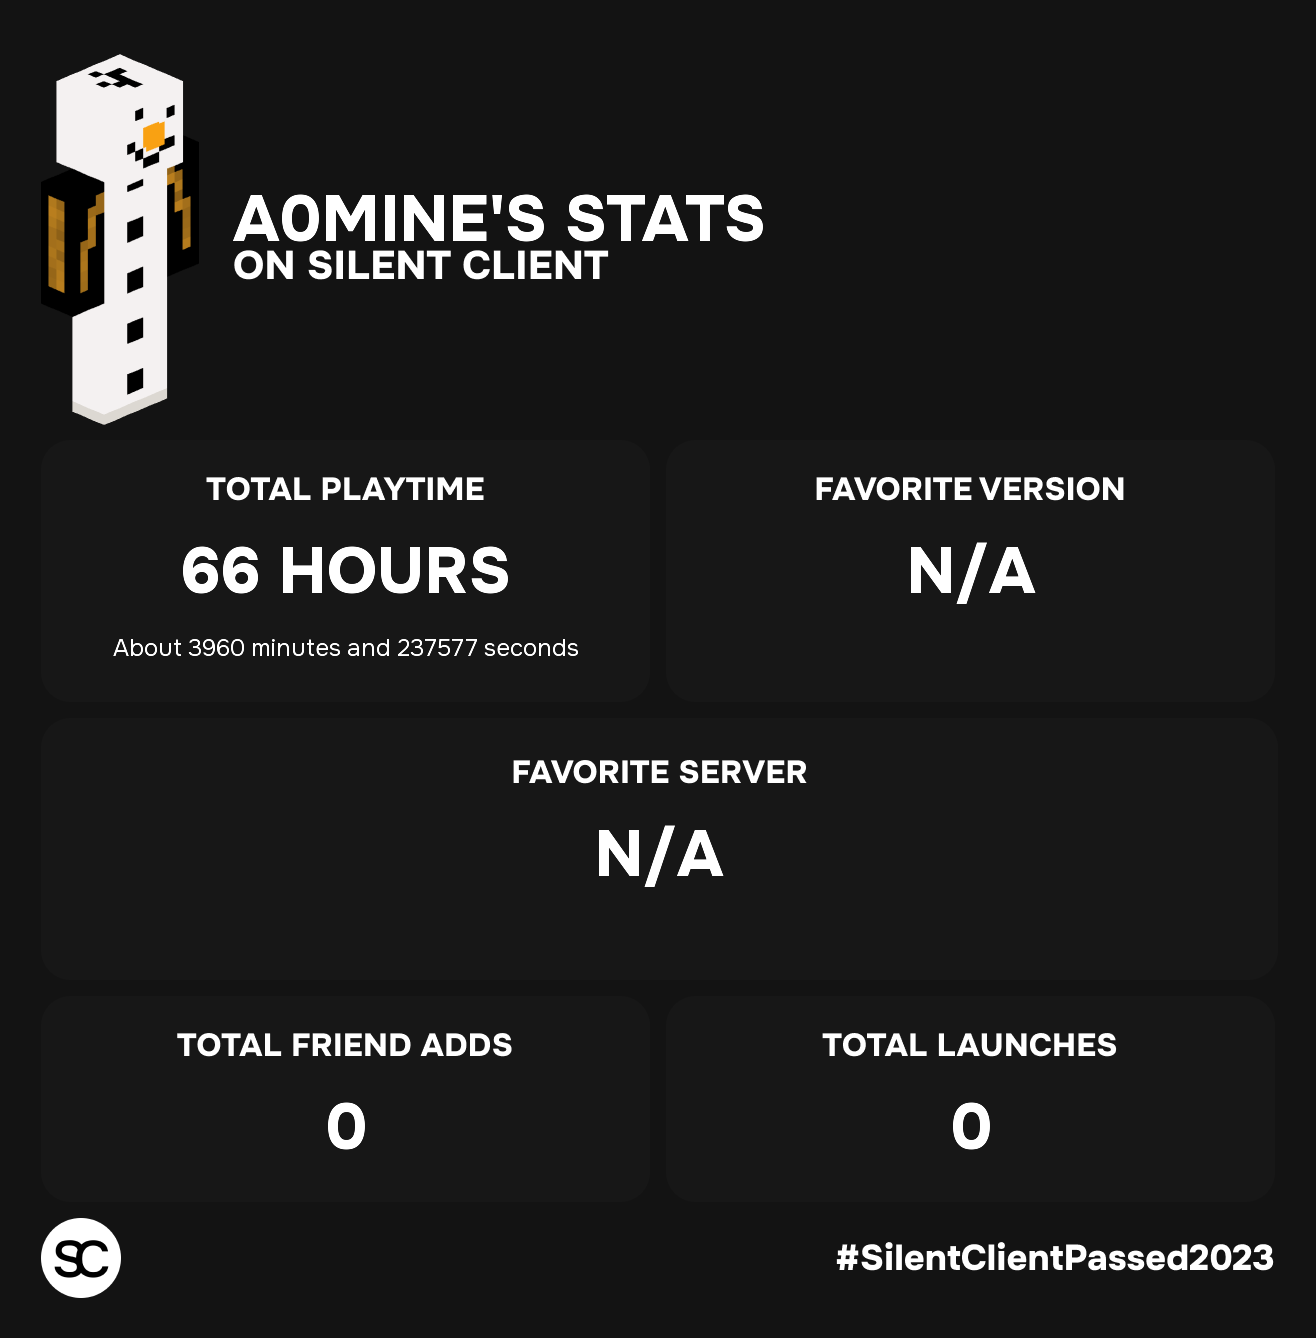 A0MINE'S STATS
ON SILENT CLIENT
TOTAL PLAYTIME
66 HOURS
About 3960 minutes and 237577 seconds
FAVORITE VERSION
N/A
FAVORITE SERVER
N/A
TOTAL FRIEND ADDS
0
TOTAL LAUNCHES
0
SC
#SilentClientPassed2023